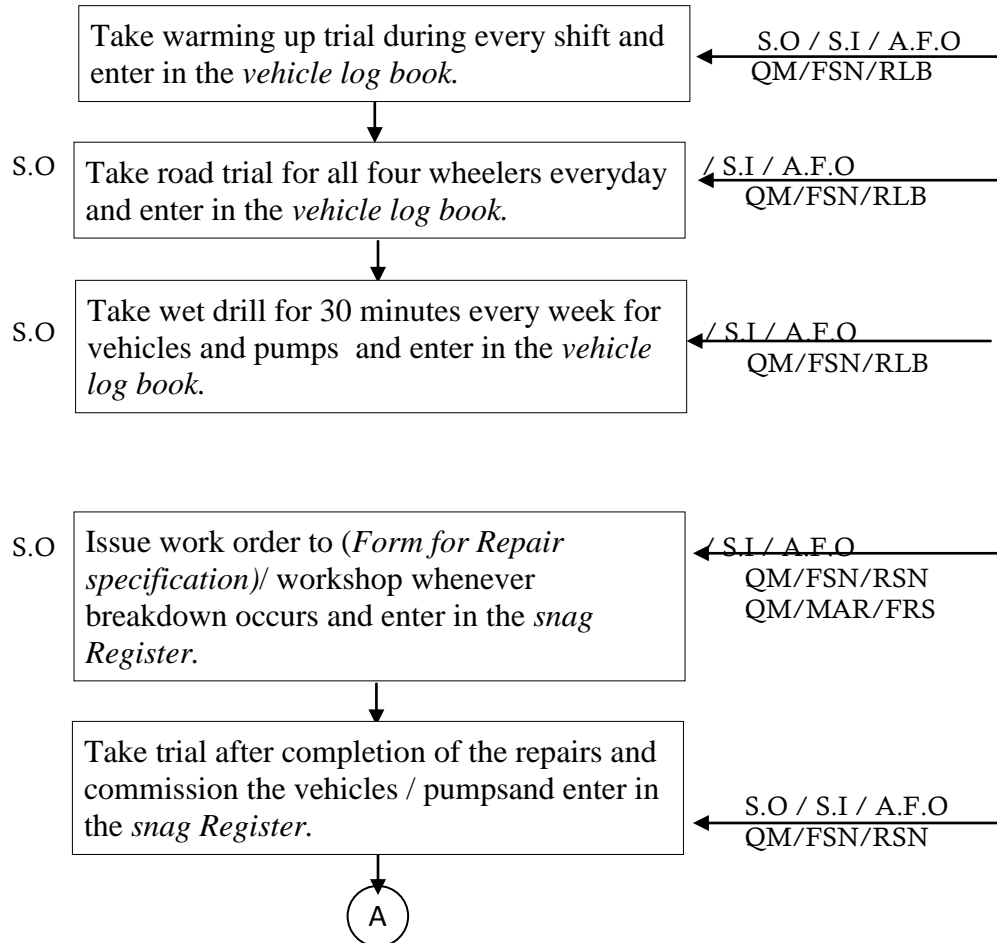 Take warming up trial during every shift and
enter in the vehicle log book.
S.O / S.I / A.F.O
QM/FSN/RLB
S.O
Take road trial for all four wheelers everyday
and enter in the vehicle log book.
/ S.I / A.F.O
QM/FSN/RLB
S.O
Take wet drill for 30 minutes every week for
vehicles and pumps and enter in the vehicle
log book.
/ S.I / A.F.O
QM/FSN/RLB
S.O
Issue work order to (Form for Repair
specification)/ workshop whenever
breakdown occurs and enter in the snag
Register.
/ S.I / A.F.O
QM/FSN/RSN
QM/MAR/FRS
Take trial after completion of the repairs and
commission the vehicles / pumpsand enter in
the snag Register.
S.O / S.I / A.F.O
QM/FSN/RSN
A